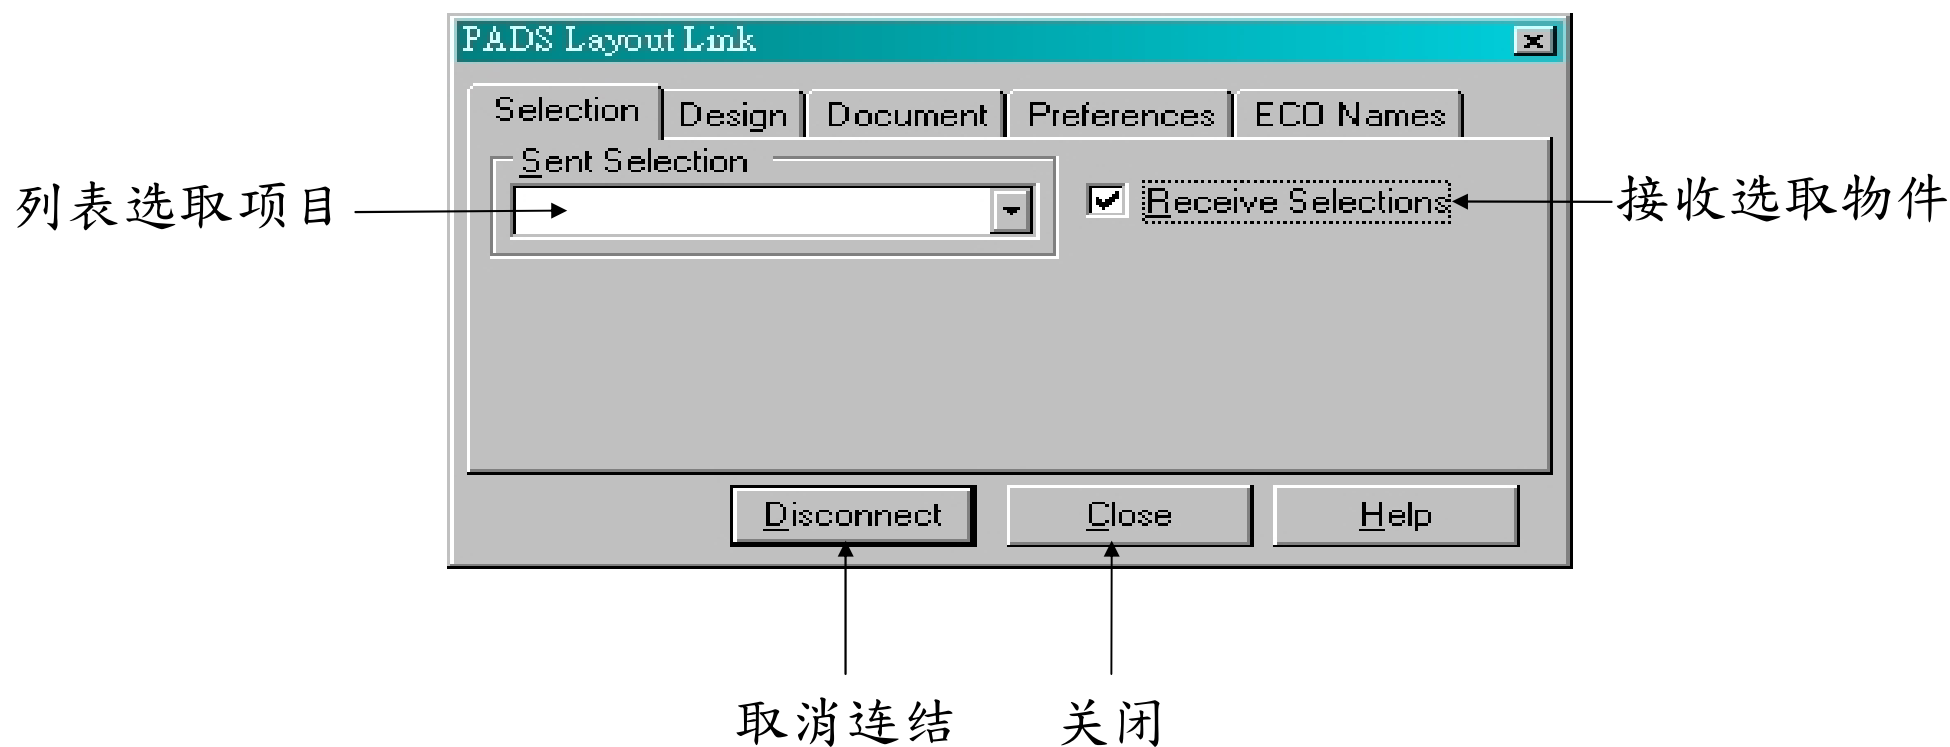 PADS Layout Link
Selection Design Document Preferences ECO Names
Sent Selection
列表选取项目
Receive Selections
接收选取物件
Disconnect Close Help
取消连结 关闭